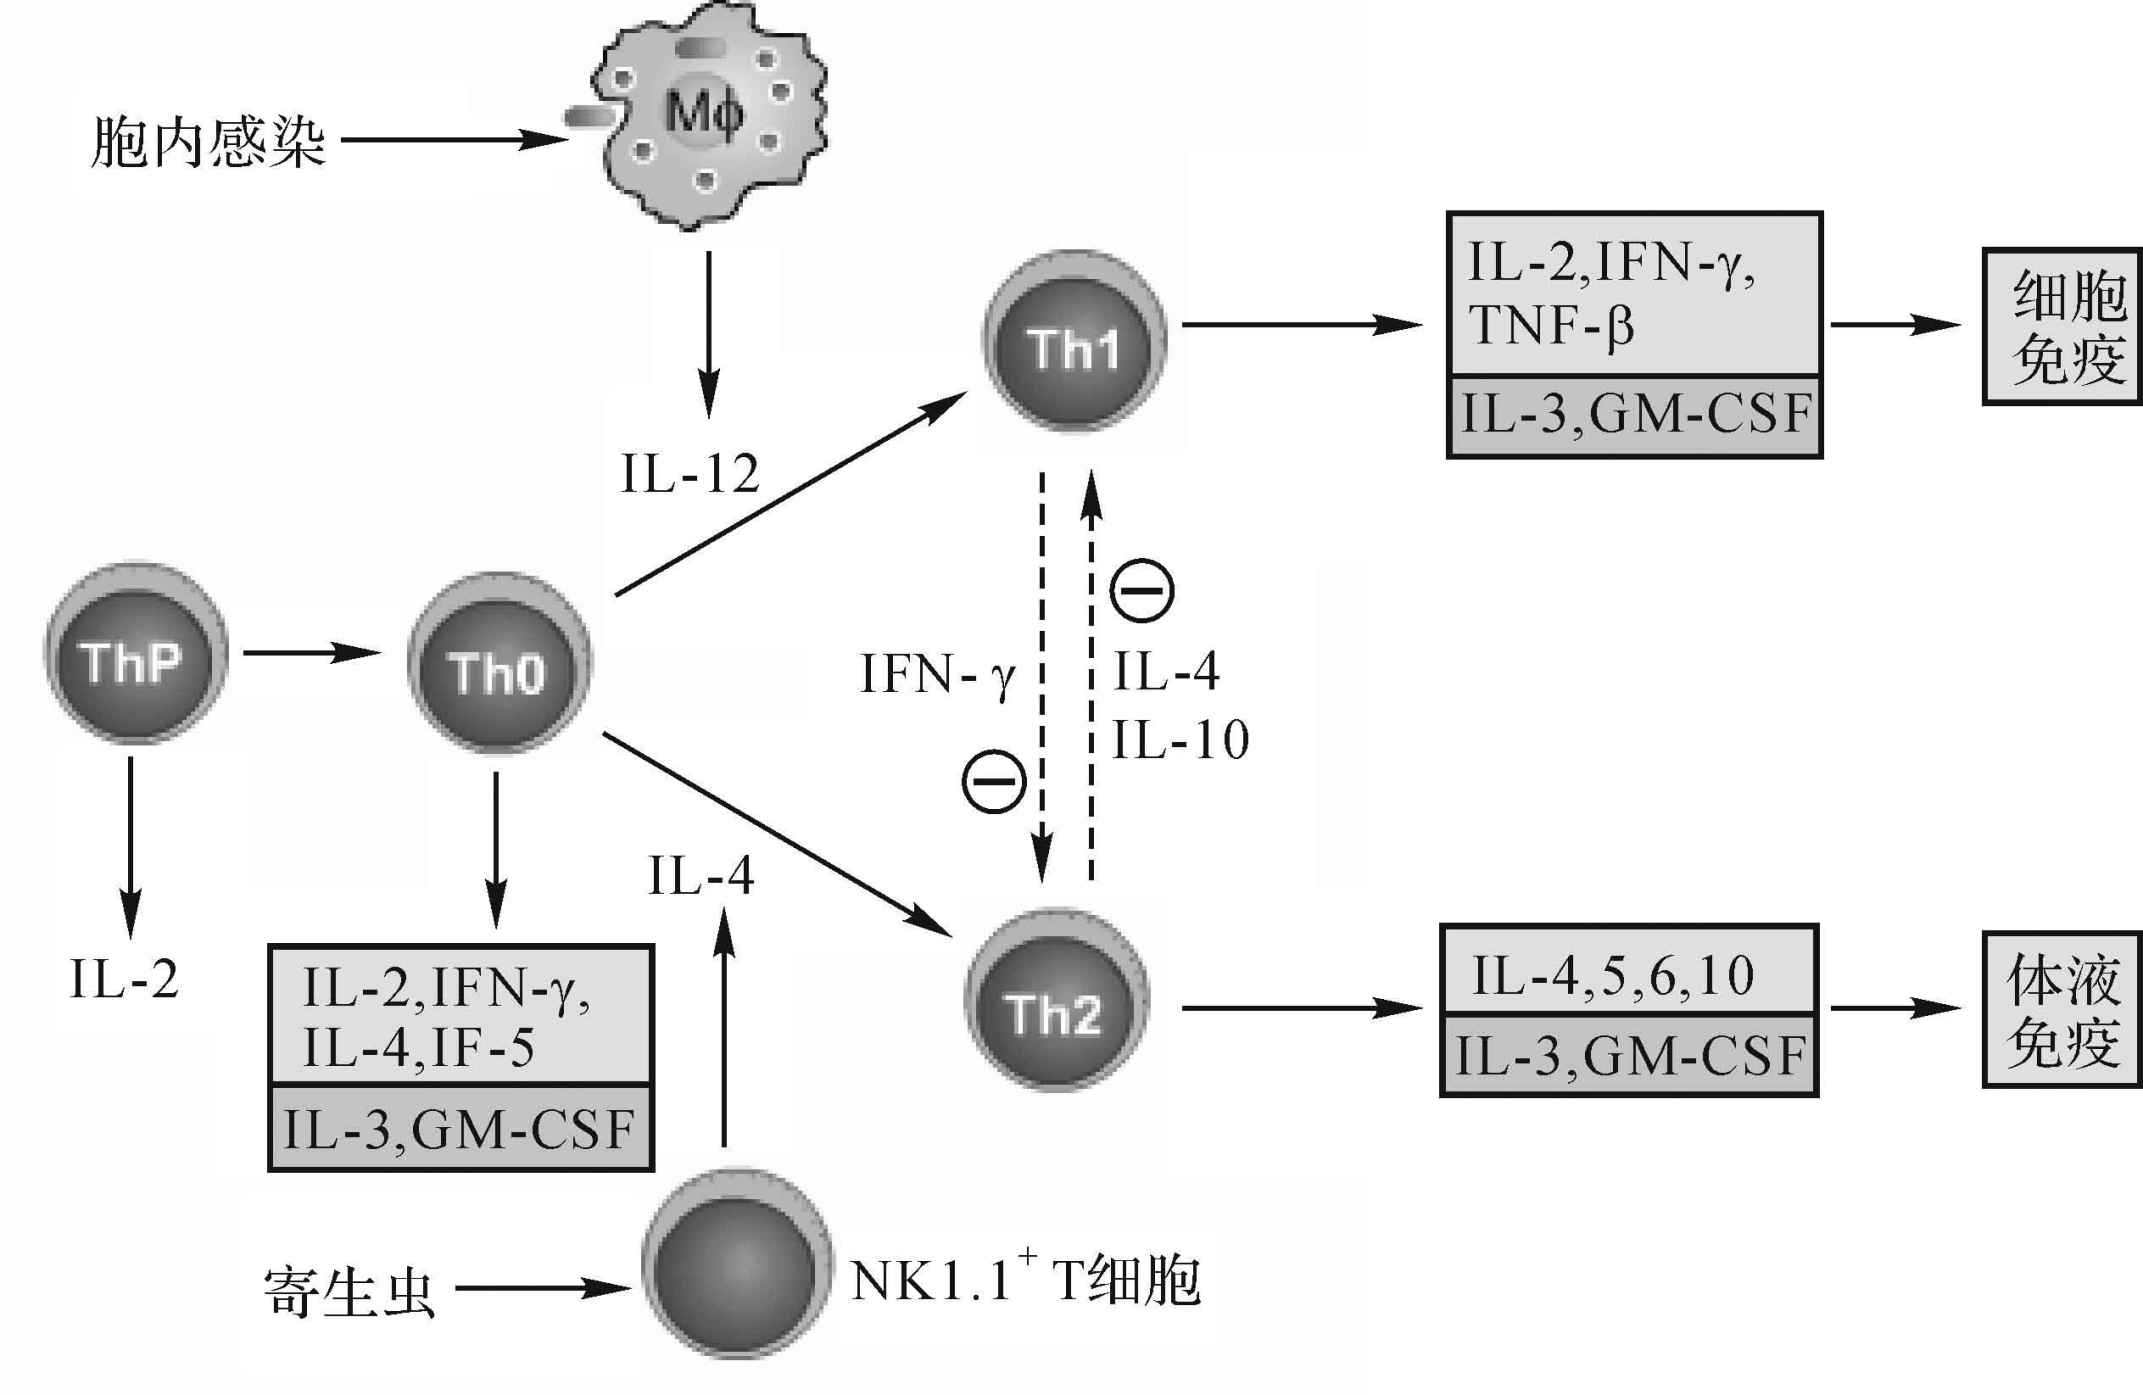 Mϕ
胞内感染
IL-2,IFN-γ,
TNF-β
IL-3,GM-CSF
细胞
免疫
Th1
IL-12
ThP
Th0
IFN-γ
IL-4
IL-10
IL-4
IL-2
IL-2,IFN-γ,
IL-4,IF-5
IL-3,GM-CSF
Th2
IL-4,5,6,10
IL-3,GM-CSF
体液
免疫
寄生虫
NK1.1⁺ T细胞